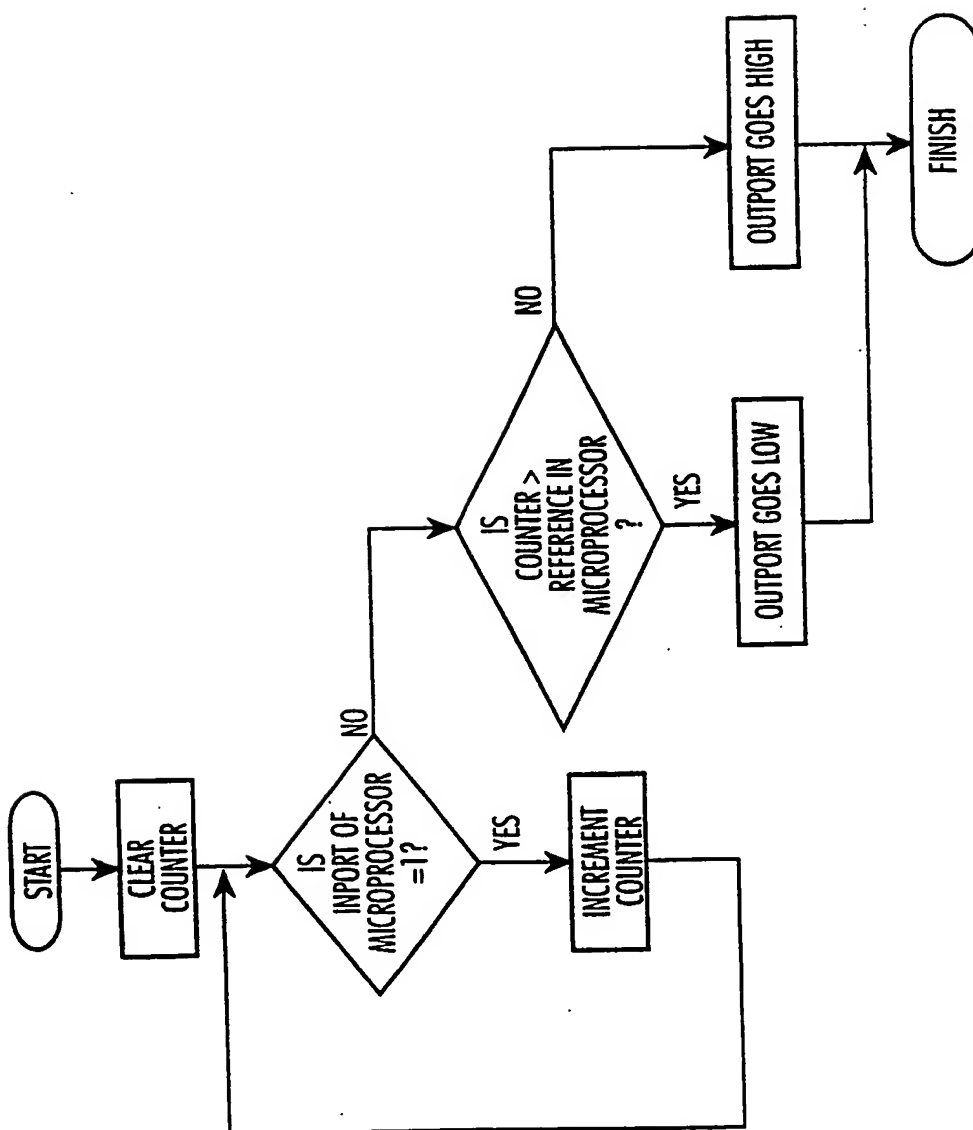 START
CLEAR
COUNTER
IS
INPORT OF
MICROPROCESSOR
=1?
NO
YES
INCREMENT
COUNTER
IS
COUNTER >
REFERENCE IN
MICROPROCESSOR
?
NO
YES
OUTPORT GOES LOW
OUTPORT GOES HIGH
FINISH